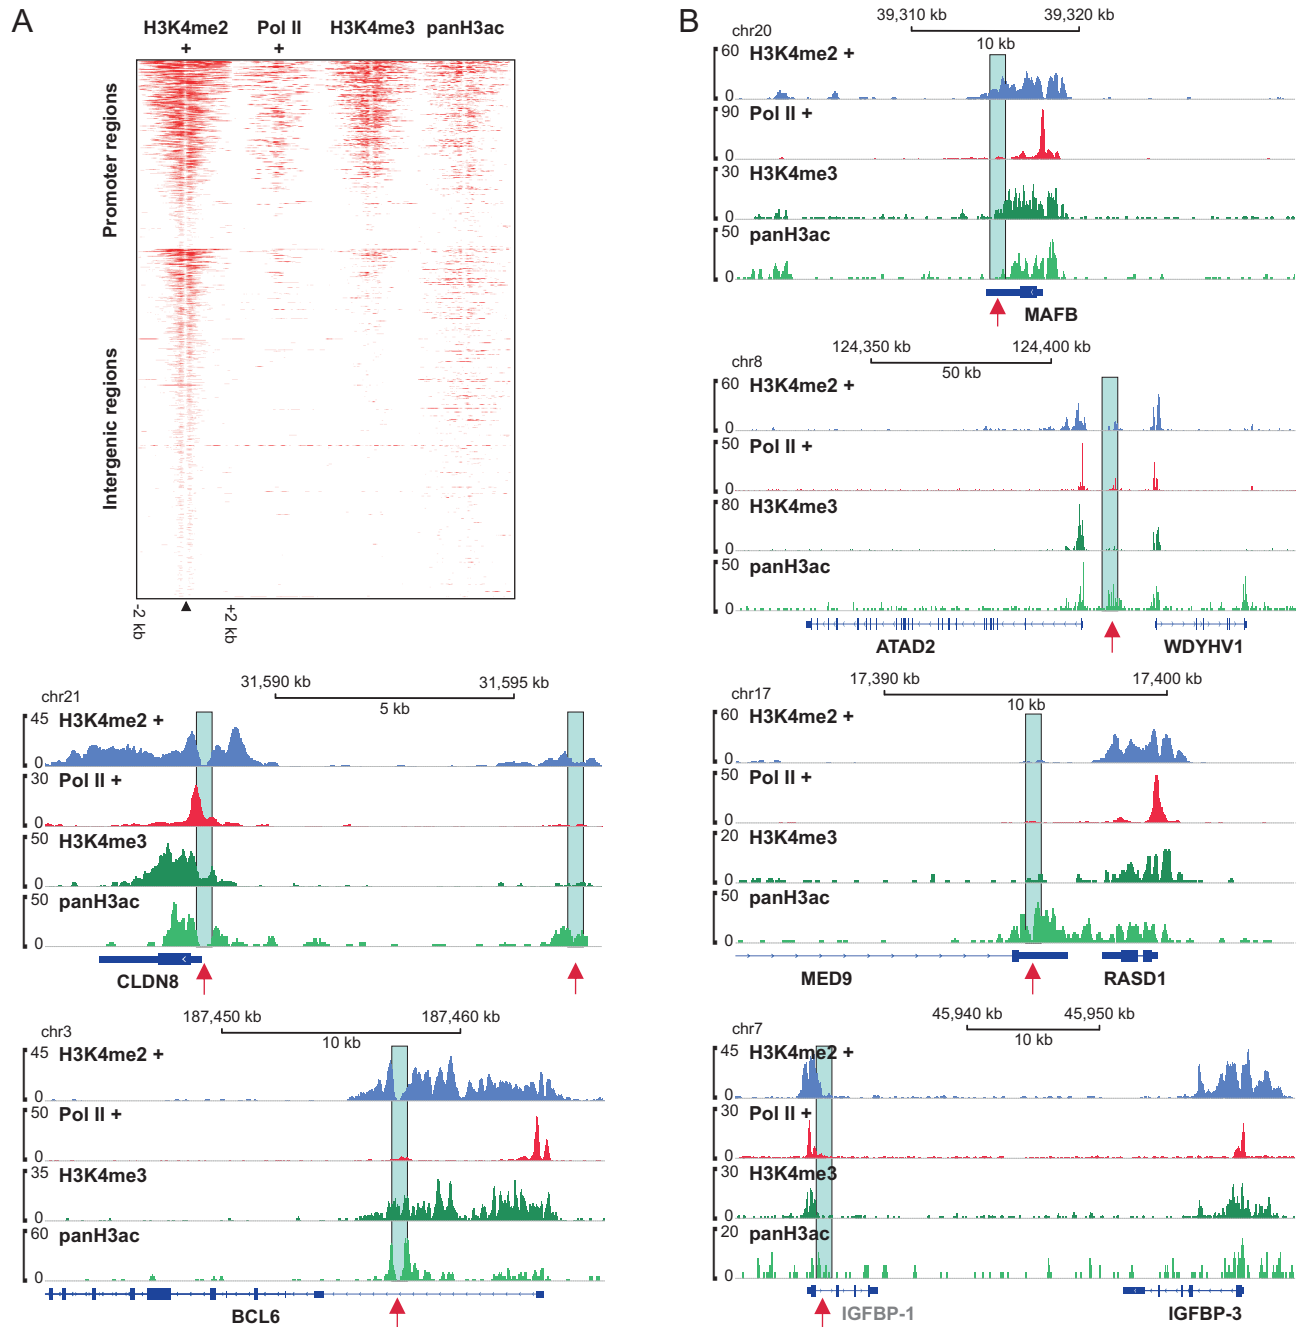 A
H3K4me2 Pol II H3K4me3 panH3ac
+ +
Promoter regions
Intergenic regions
-2 kb
+2 kb
B
39,310 kb 39,320 kb
chr20
10 kb
60
H3K4me2 +
0
90
Pol II +
0
30
H3K4me3
0
50
panH3ac
0
MAFB
124,350 kb 124,400 kb
chr8
50 kb
60
H3K4me2 +
0
50
Pol II +
0
80
H3K4me3
0
50
panH3ac
0
ATAD2 WDYHV1
31,590 kb 31,595 kb
chr21
5 kb
45
H3K4me2 +
0
30
Pol II +
0
50
H3K4me3
0
50
panH3ac
0
CLDN8
17,390 kb 17,400 kb
chr17
10 kb
60
H3K4me2 +
0
50
Pol II +
0
20
H3K4me3
0
50
panH3ac
0
MED9 RASD1
187,450 kb 187,460 kb
chr3
10 kb
45
H3K4me2 +
0
50
Pol II +
0
35
H3K4me3
0
60
panH3ac
0
BCL6
45,940 kb 45,950 kb
chr7
10 kb
45
H3K4me2 +
0
30
Pol II +
0
30
H3K4me3
0
20
panH3ac
0
IGFBP-1 IGFBP-3